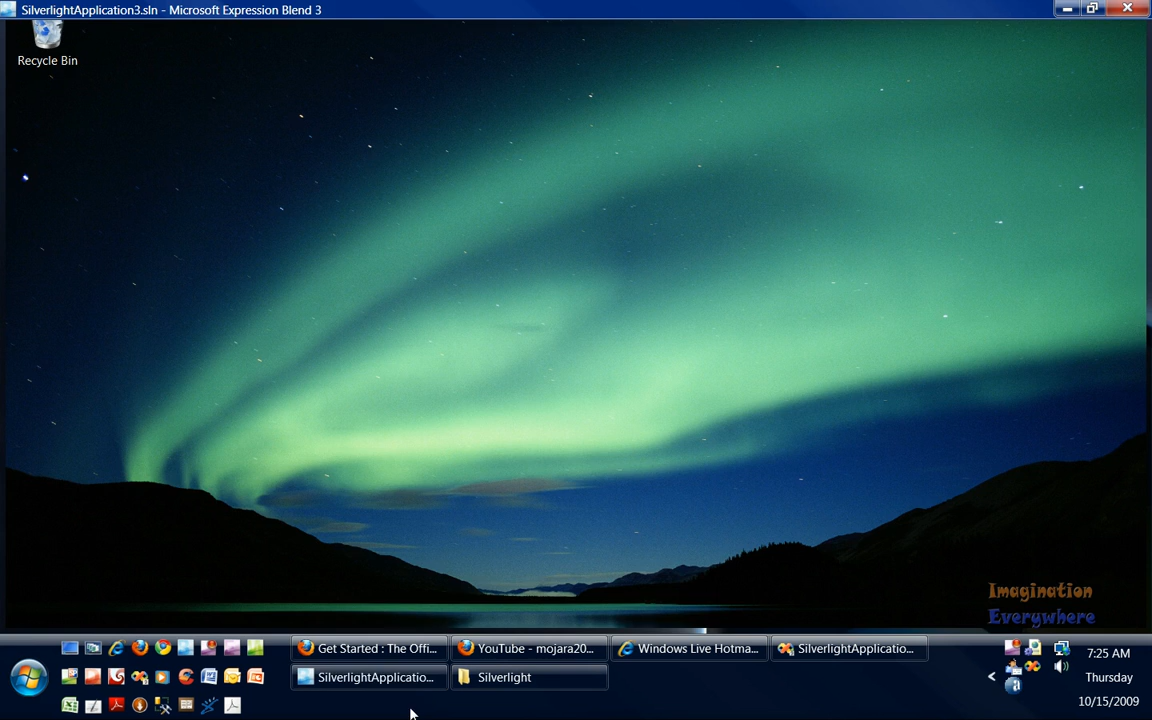 SilverlightApplication3.sln - Microsoft Expression Blend 3
Recycle Bin
Imagination
Everywhere
Get Started : The Offi...
YouTube - mojara20...
Windows Live Hotma...
SilverlightApplicatio...
7:25 AM
SilverlightApplicatio...
Silverlight
Thursday
10/15/2009